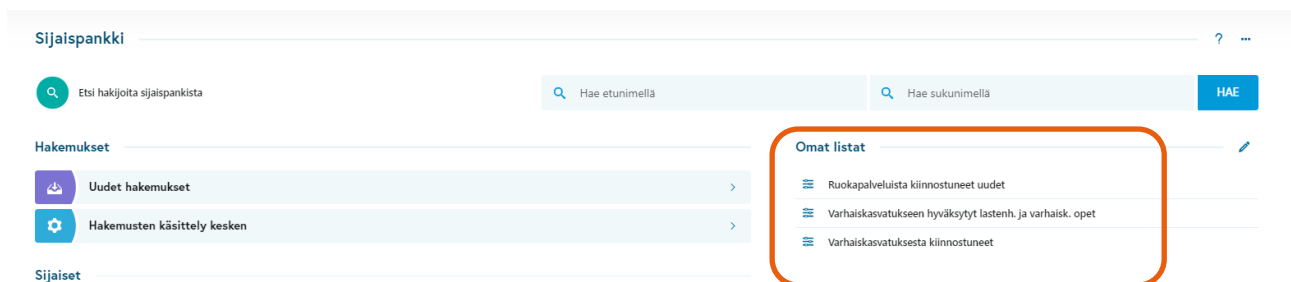 Sijaispankki
?
Etsi hakijoita sijaispankista
Hae etunimellä
Hae sukunimellä
HAE
Hakemukset
Uudet hakemukset
Hakemusten käsittely kesken
Sijaiset
Omat listat
Ruokapalveluista kiinnostuneet uudet
Varhaiskasvatukseen hyväksytyt lastenh. ja varhaisk. opet
Varhaiskasvatuksesta kiinnostuneet